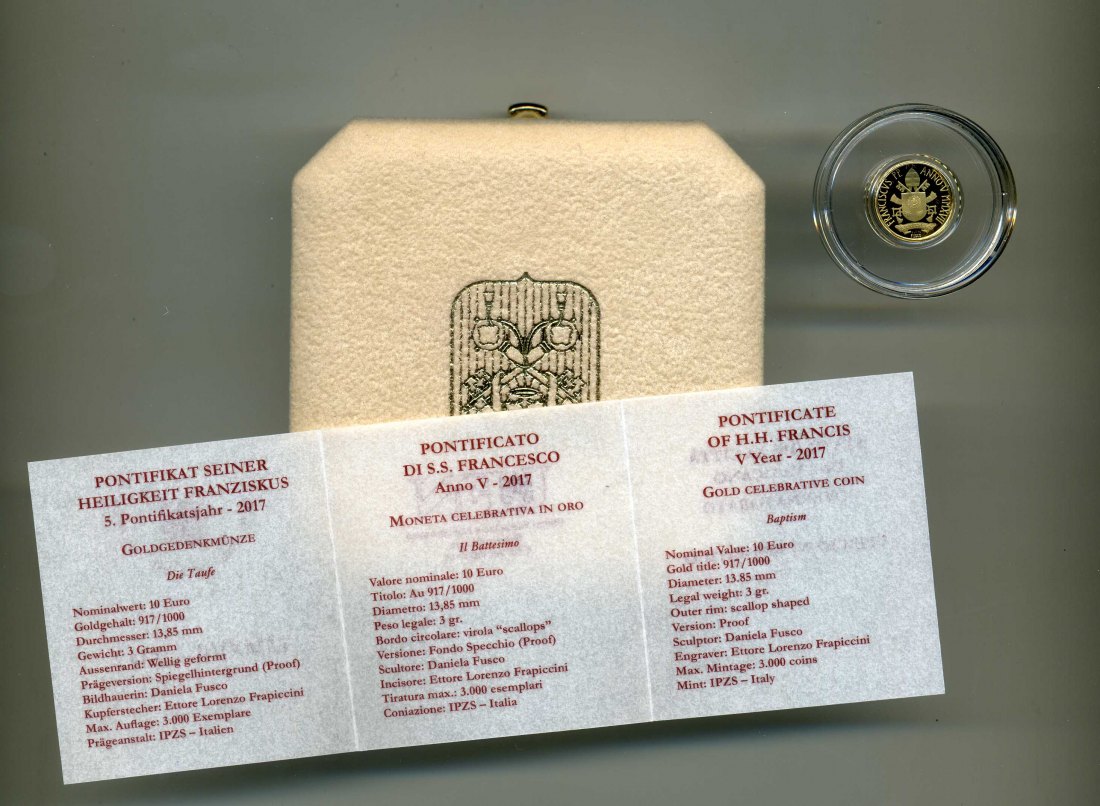 FRANCISCUS P.P. ANNO V MMXVII
PONTIFIKAT SEINER
HEILIGKEIT FRANZISKUS
5. Pontifikatsjahr - 2017
GOLDGEDENKMÜNZE
Die Taufe
Nominalwert: 10 Euro
Goldgehalt: 917/1000
Durchmesser: 13,85 mm
Gewicht: 3 Gramm
Aussenrand: Wellig geformt
Prägeversion: Spiegelhintergrund (Proof)
Bildhauerin: Daniela Fusco
Kupferstecher: Ettore Lorenzo Frapiccini
Max. Auflage: 3.000 Exemplare
Prägeanstalt: IPZS – Italien
PONTIFICATO
DI S.S. FRANCESCO
Anno V - 2017
MONETA CELEBRATIVA IN ORO
Il Battesimo
Valore nominale: 10 Euro
Titolo: Au 917/1000
Diametro: 13,85 mm
Peso legale: 3 gr.
Bordo circolare: virola “scallops”
Versione: Fondo Specchio (Proof)
Scultore: Daniela Fusco
Incisore: Ettore Lorenzo Frapiccini
Tiratura max.: 3.000 esemplari
Coniazione: IPZS – Italia
PONTIFICATE
OF H.H. FRANCIS
V Year - 2017
GOLD CELEBRATIVE COIN
Baptism
Nominal Value: 10 Euro
Gold title: 917/1000
Diameter: 13.85 mm
Legal weight: 3 gr.
Outer rim: scallop shaped
Version: Proof
Sculptor: Daniela Fusco
Engraver: Ettore Lorenzo Frapiccini
Max. Mintage: 3.000 coins
Mint: IPZS – Italy